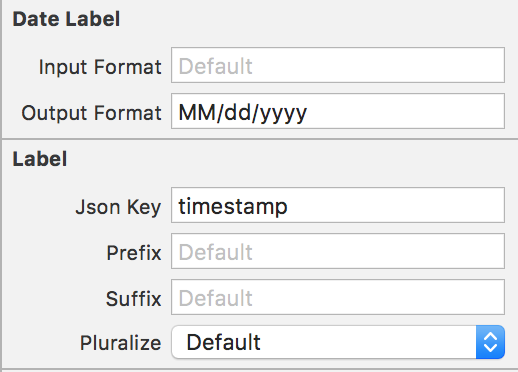 Date Label
Input Format Default
Output Format MM/dd/yyyy
Label
Json Key timestamp
Prefix Default
Suffix Default
Pluralize Default